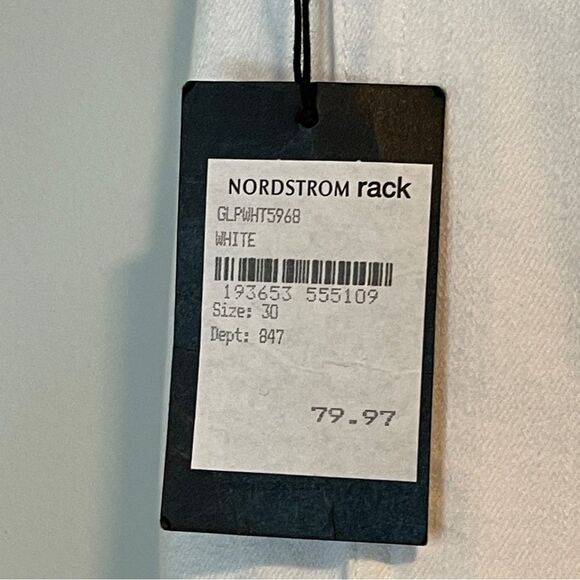 NORDSTROM rack
GLPWHT5968
WHITE
193653 555109
Size: 30
Dept: 847
79.97